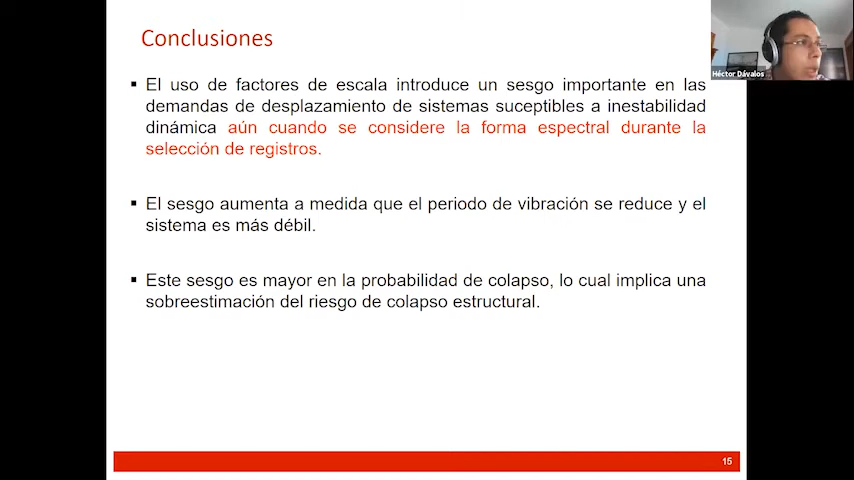 Conclusiones
▪ El uso de factores de escala introduce un sesgo importante en las
demandas de desplazamiento de sistemas suceptibles a inestabilidad
dinámica aún cuando se considere la forma espectral durante la
selección de registros.
▪ El sesgo aumenta a medida que el periodo de vibración se reduce y el
sistema es más débil.
▪ Este sesgo es mayor en la probabilidad de colapso, lo cual implica una
sobreestimación del riesgo de colapso estructural.
Héctor Dávalos
15